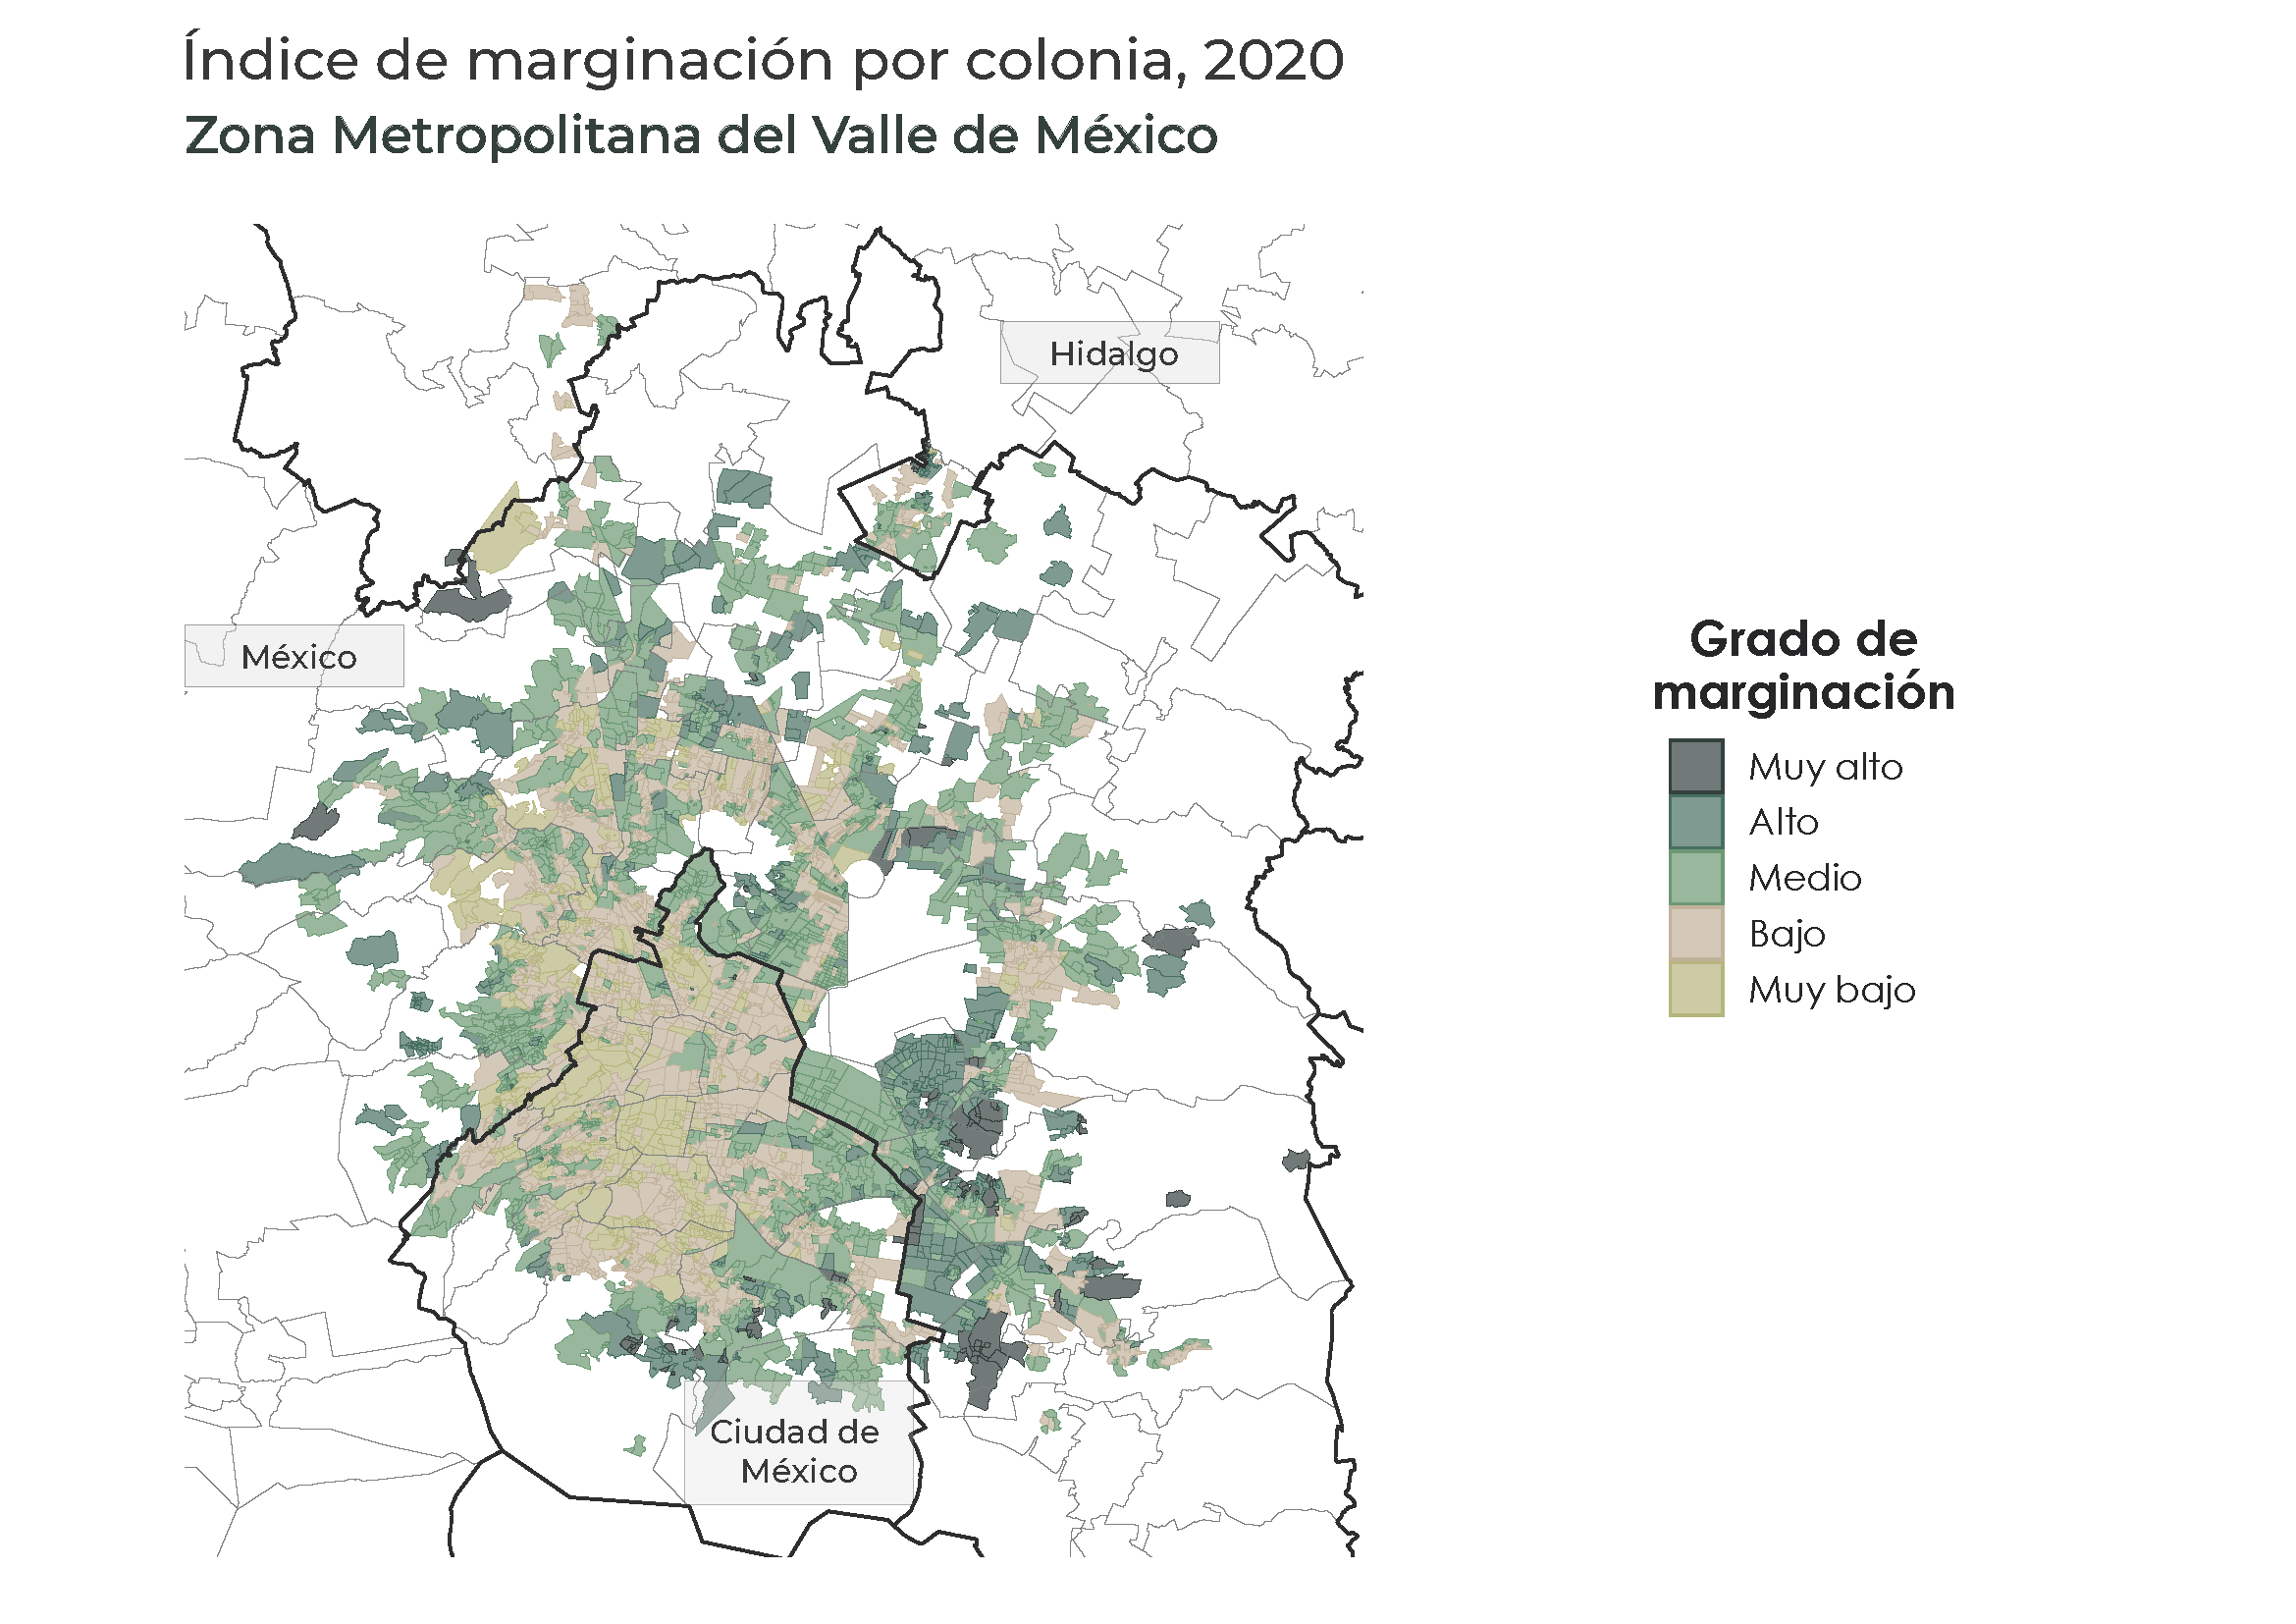 Índice de marginación por colonia, 2020
Zona Metropolitana del Valle de México
Hidalgo
México
Grado de
marginación
Muy alto
Alto
Medio
Bajo
Muy bajo
Ciudad de
México